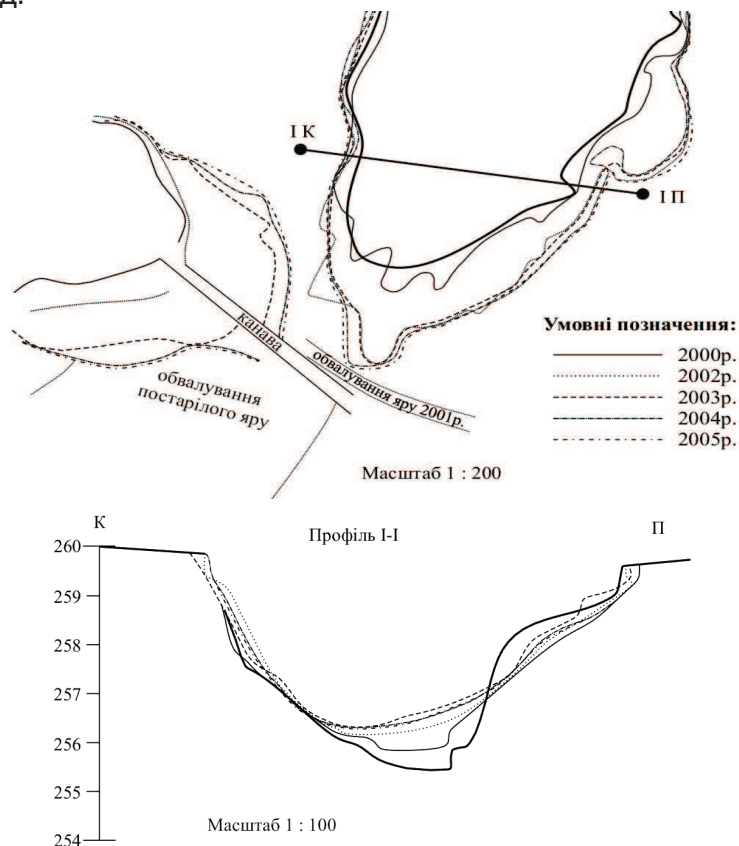 д.
І К
І П
канава
обвалування яру 2001р.
обвалування
постарілого яру
Умовні позначення:
2000р.
2002р.
2003р.
2004р.
2005р.
Масштаб 1 : 200
К
Профіль І-І
П
260
259
258
257
256
255
254
Масштаб 1 : 100